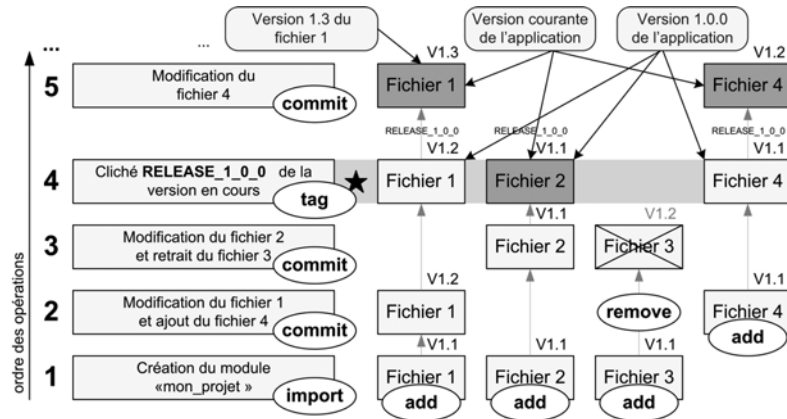 Version 1.3 du
fichier 1
Version courante
de l'application
Version 1.0.0
de l'application
...
...
V1.3
V1.2
5
Modification du
fichier 4
commit
Fichier 1
Fichier 4
RELEASE_1_0_0
RELEASE_1_0_0
RELEASE_1_0_0
V1.2
V1.1
V1.1
4
Cliché RELEASE_1_0_0 de la
version en cours
tag
Fichier 1
Fichier 2
Fichier 4
V1.1
V1.2
3
Modification du fichier 2
et retrait du fichier 3
commit
Fichier 2
Fichier 3
V1.2
V1.1
2
Modification du fichier 1
et ajout du fichier 4
commit
Fichier 1
remove
Fichier 4
add
V1.1
V1.1
V1.1
1
Création du module
«mon_projet »
import
Fichier 1
add
Fichier 2
add
Fichier 3
add
ordre des opérations